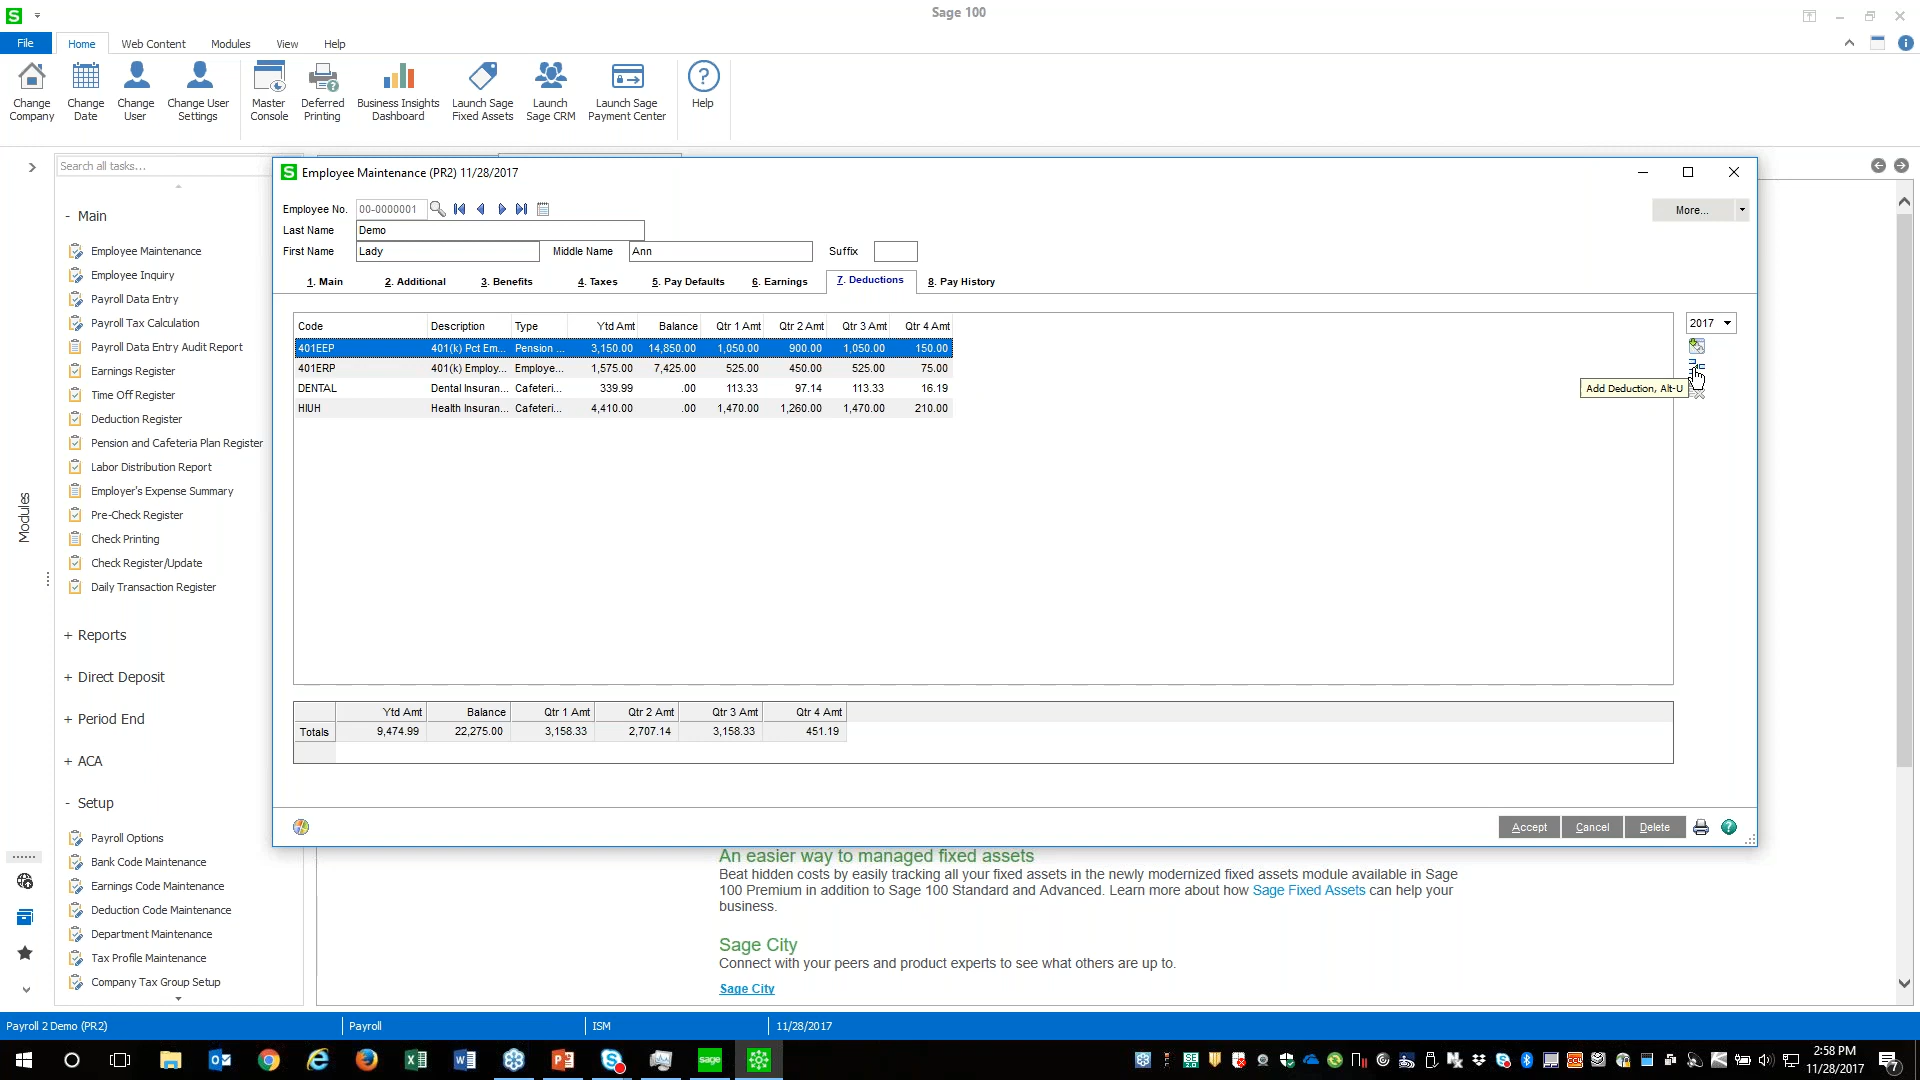 Sage 100
File Home Web Content Modules View Help
Change Company
Change Date
Change User
Change User Settings
Master Console
Deferred Printing
Business Insights Dashboard
Launch Sage Fixed Assets
Launch Sage CRM
Launch Sage Payment Center
Help
Search all tasks...
Modules
- Main
Employee Maintenance
Employee Inquiry
Payroll Data Entry
Payroll Tax Calculation
Payroll Data Entry Audit Report
Earnings Register
Time Off Register
Deduction Register
Pension and Cafeteria Plan Register
Labor Distribution Report
Employer's Expense Summary
Pre-Check Register
Check Printing
Check Register/Update
Daily Transaction Register
+ Reports
+ Direct Deposit
+ Period End
+ ACA
- Setup
Payroll Options
Bank Code Maintenance
Earnings Code Maintenance
Deduction Code Maintenance
Department Maintenance
Tax Profile Maintenance
Company Tax Group Setup
Employee Maintenance (PR2) 11/28/2017
Employee No. 00-0000001 More...
Last Name Demo
First Name Lady Middle Name Ann Suffix
1. Main 2. Additional 3. Benefits 4. Taxes 5. Pay Defaults 6. Earnings 7. Deductions 8. Pay History
2017
Code Description Type Ytd Amt Balance Qtr 1 Amt Qtr 2 Amt Qtr 3 Amt Qtr 4 Amt
401EEP 401(k) Pct Em... Pension ... 3,150.00 14,850.00 1,050.00 900.00 1,050.00 150.00
401ERP 401(k) Employ... Employe... 1,575.00 7,425.00 525.00 450.00 525.00 75.00
DENTAL Dental Insuran... Cafeteri... 339.99 .00 113.33 97.14 113.33 16.19
HIUH Health Insuran... Cafeteri... 4,410.00 .00 1,470.00 1,260.00 1,470.00 210.00
Add Deduction, Alt-U
Ytd Amt Balance Qtr 1 Amt Qtr 2 Amt Qtr 3 Amt Qtr 4 Amt
Totals 9,474.99 22,275.00 3,158.33 2,707.14 3,158.33 451.19
Accept Cancel Delete
An easier way to managed fixed assets
Beat hidden costs by easily tracking all your fixed assets in the newly modernized fixed assets module available in Sage
100 Premium in addition to Sage 100 Standard and Advanced. Learn more about how Sage Fixed Assets can help your
business.
Sage City
Connect with your peers and product experts to see what others are up to.
Sage City
Payroll 2 Demo (PR2) Payroll ISM 11/28/2017
sage
2:58 PM
11/28/2017
7